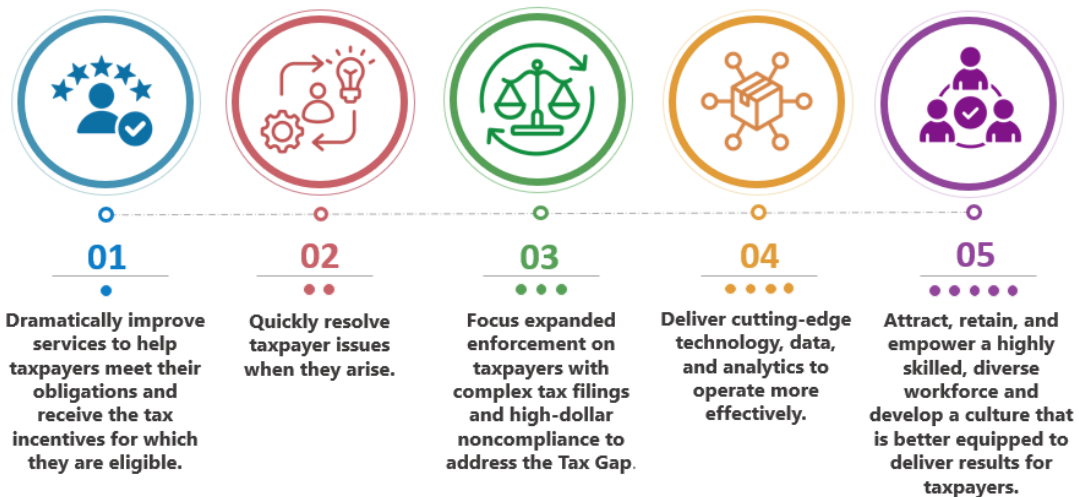 01
Dramatically improve
services to help
taxpayers meet their
obligations and
receive the tax
incentives for which
they are eligible.
02
Quickly resolve
taxpayer issues
when they arise.
03
Focus expanded
enforcement on
taxpayers with
complex tax filings
and high-dollar
noncompliance to
address the Tax Gap.
04
Deliver cutting-edge
technology, data,
and analytics to
operate more
effectively.
05
Attract, retain, and
empower a highly
skilled, diverse
workforce and
develop a culture that
is better equipped to
deliver results for
taxpayers.